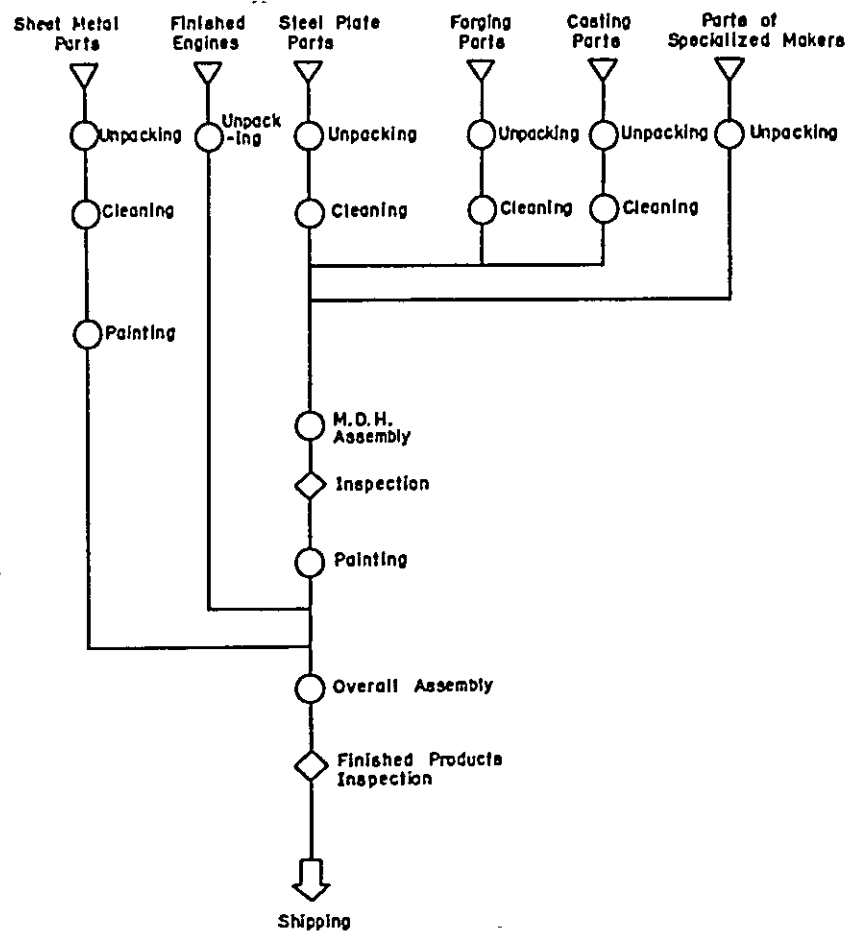 Sheet Metal
Parts
Finished
Engines
Steel Plate
Parts
Forging
Parts
Casting
Parts
Parts of
Specialized Makers
Unpacking
Unpack
-ing
Unpacking
Unpacking
Unpacking
Unpacking
Cleaning
Cleaning
Cleaning
Cleaning
Painting
M.D.H.
Assembly
Inspection
Painting
Overall Assembly
Finished Products
Inspection
Shipping